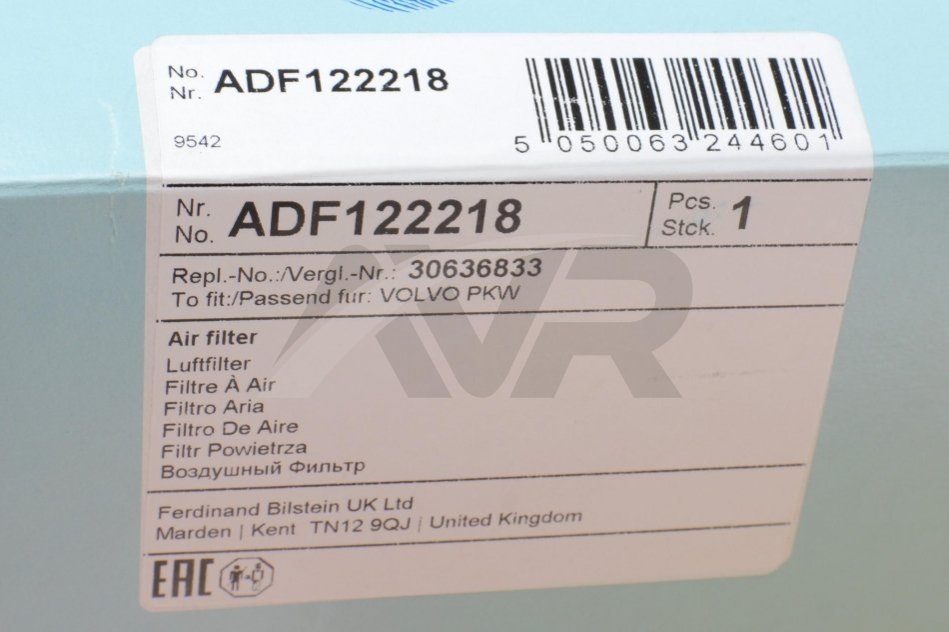 No.
Nr. ADF122218
9542
5 050063 244601
Nr.
No. ADF122218
Pcs.
Stck. 1
Repl.-No.:/Vergl.-Nr.: 30636833
To fit:/Passend fur: VOLVO PKW
Air filter
Luftfilter
Filtre À Air
Filtro Aria
Filtro De Aire
Filtr Powietrza
Воздушный Фильтр
Ferdinand Bilstein UK Ltd
Marden | Kent TN12 9QJ | United Kingdom
EAC
AVR